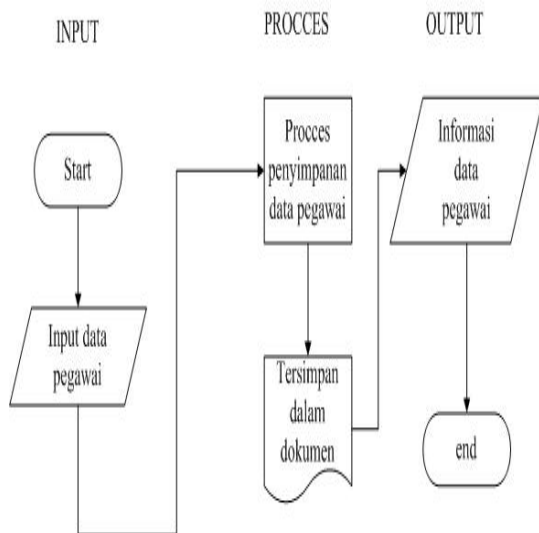 INPUT
PROCCES
OUTPUT
Start
Input data
pegawai
Procces
penyimpanan
data pegawai
Tersimpan
dalam
dokumen
Informasi
data
pegawai
end